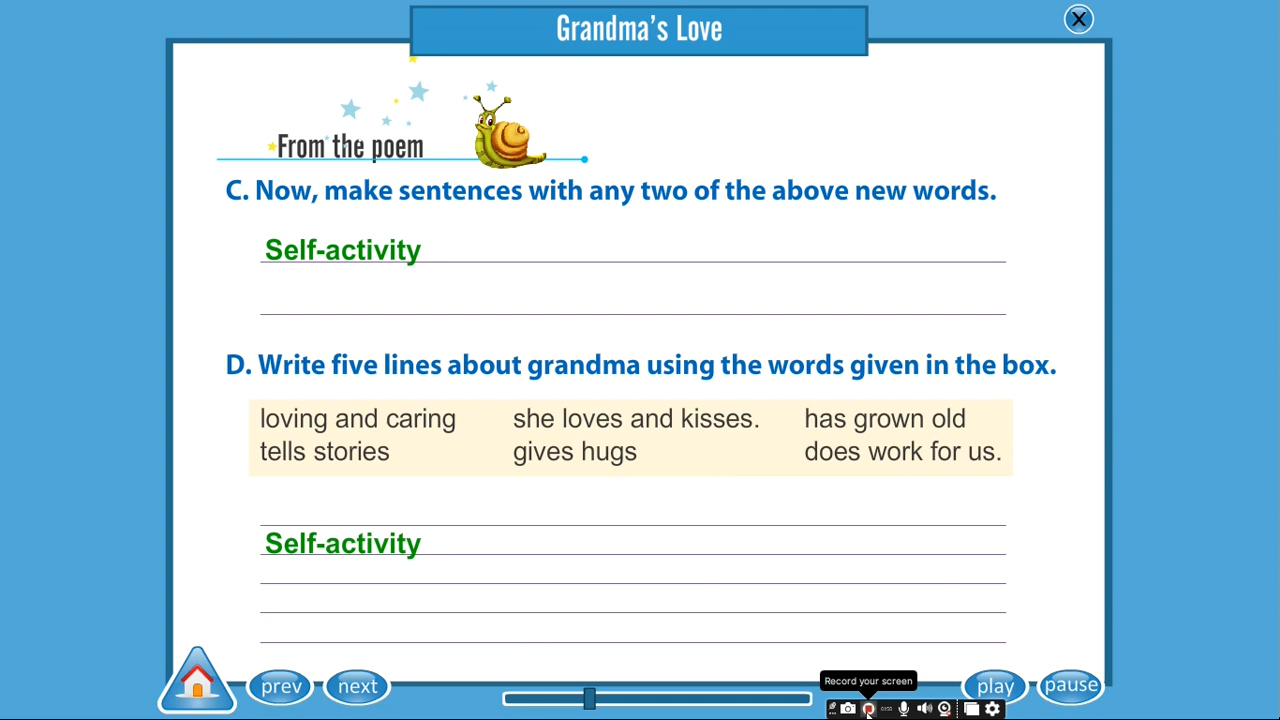 Grandma's Love
X
From the poem
C. Now, make sentences with any two of the above new words.
Self-activity
D. Write five lines about grandma using the words given in the box.
loving and caring she loves and kisses. has grown old
tells stories gives hugs does work for us.
Self-activity
Record your screen
prev next play pause